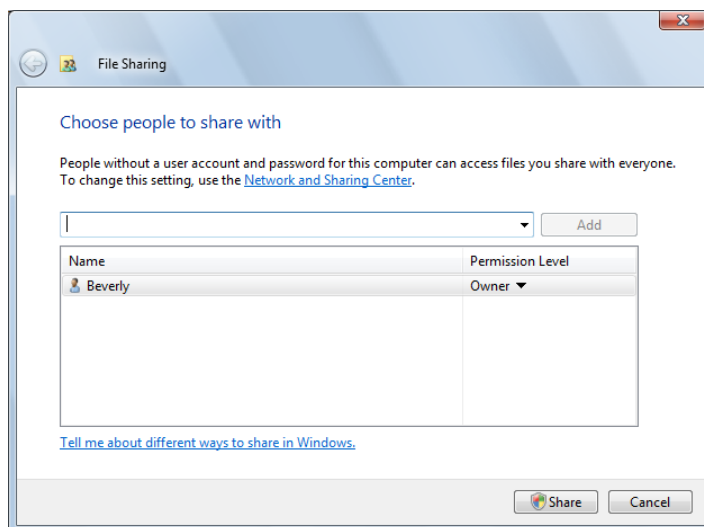 File Sharing
Choose people to share with
People without a user account and password for this computer can access files you share with everyone.
To change this setting, use the Network and Sharing Center.
Add
Name Permission Level
Beverly Owner
Tell me about different ways to share in Windows.
Share Cancel